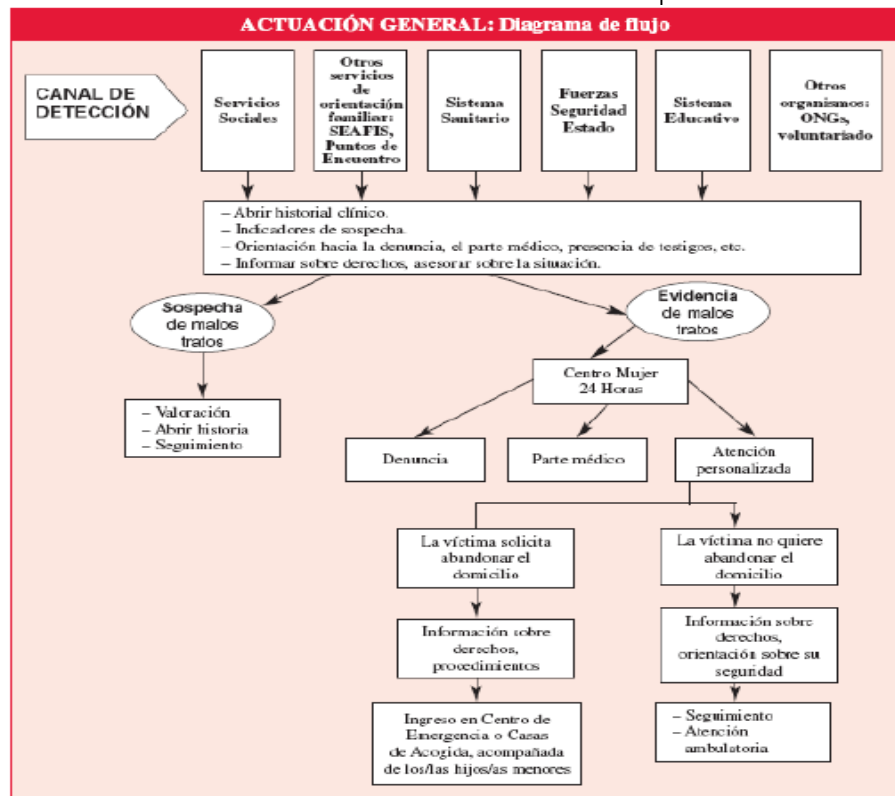 ACTUACIÓN GENERAL: Diagrama de flujo
CANAL DE
DETECCIÓN
Servicios
Sociales
Otros
servicios
de
orientación
familiar:
SEAFIS,
Puntos de
Encuentro
Sistema
Sanitario
Fuerzas
Seguridad
Estado
Sistema
Educativo
Otros
organismos:
ONGs,
voluntariado
– Abrir historial clínico.
– Indicadores de sospecha.
– Orientación hacia la denuncia, el parte médico, presencia de testigos, etc.
– Informar sobre derechos, asesorar sobre la situación.
Sospecha
de malos
tratos
Evidencia
de malos
tratos
– Valoración
– Abrir historia
– Seguimiento
Centro Mujer
24 Horas
Denuncia
Parte médico
Atención
personalizada
La víctima solicita
abandonar el
domicilio
La víctima no quiere
abandonar el
domicilio
Información sobre
derechos,
procedimientos
Información sobre
derechos,
orientación sobre su
seguridad
Ingreso en Centro de
Emergencia o Casas
de Acogida, acompañada
de los/las hijos/as menores
– Seguimiento
– Atención
ambulatoria